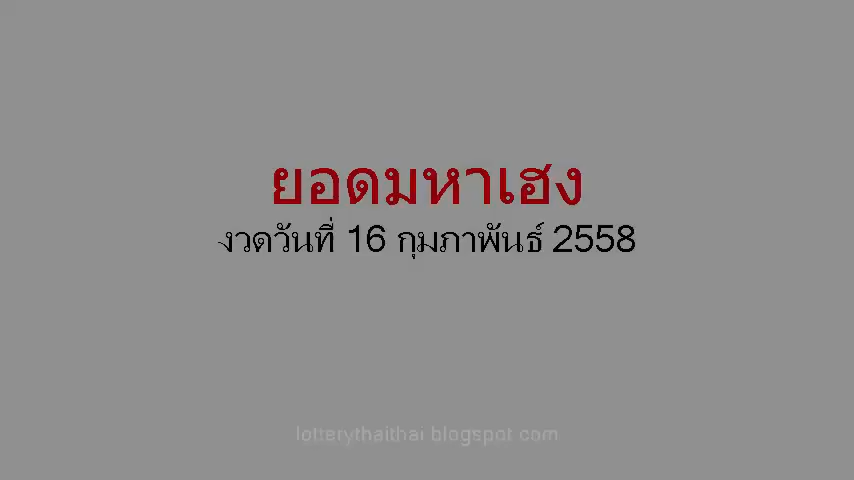 ยอดมหาเฮง
งวดวันที่ 16 กุมภาพันธ์ 2558
lotterythaithai.blogspot.com